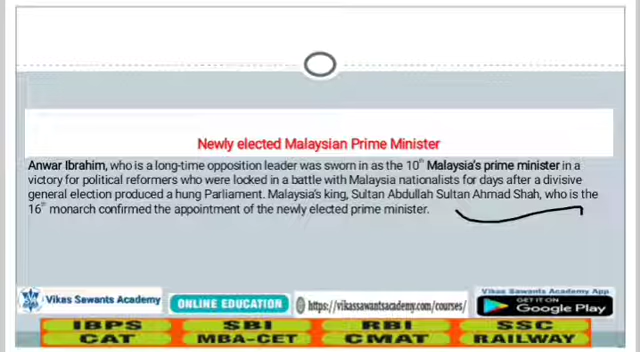 Newly elected Malaysian Prime Minister
Anwar Ibrahim, who is a long-time opposition leader was sworn in as the 10th Malaysia's prime minister in a
victory for political reformers who were locked in a battle with Malaysia nationalists for days after a divisive
general election produced a hung Parliament. Malaysia's king, Sultan Abdullah Sultan Ahmad Shah, who is the
16th monarch confirmed the appointment of the newly elected prime minister.
Vikas Sawants Academy
ONLINE EDUCATION
https://vikassawantsacademy.com/courses/
Vikas Sawants Academy App
GET IT ON
Google Play
IBPS SBI RBI SSC
CAT MBA-CET CMAT RAILWAY